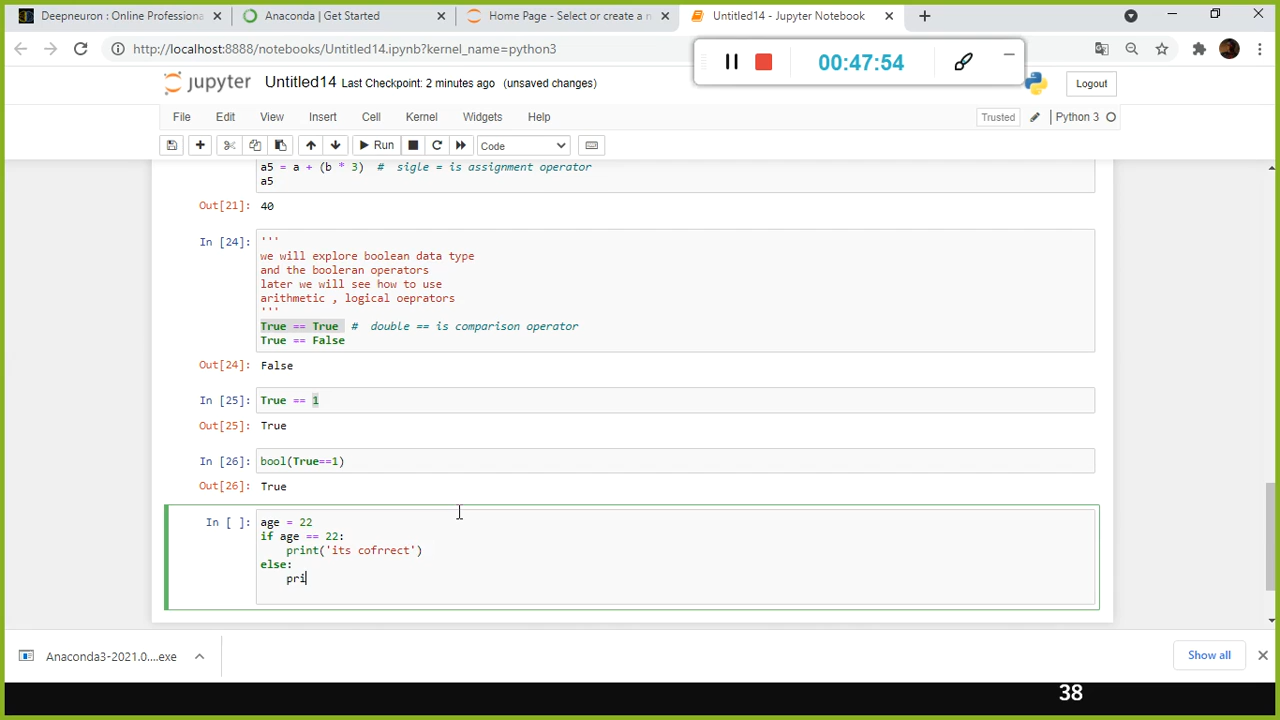 Deepneuron : Online Professiona
Anaconda | Get Started
Home Page - Select or create a n
Untitled14 - Jupyter Notebook
http://localhost:8888/notebooks/Untitled14.ipynb?kernel_name=python3
00:47:54
jupyter Untitled14 Last Checkpoint: 2 minutes ago (unsaved changes)
Logout
File Edit View Insert Cell Kernel Widgets Help
Trusted
Python 3
Run
Code
a5 = a + (b * 3) # sigle = is assignment operator
a5
Out[21]: 40
In [24]: '''
we will explore boolean data type
and the booleran operators
later we will see how to use
arithmetic , logical oeprators
'''
True == True # double == is comparison operator
True == False
Out[24]: False
In [25]: True == 1
Out[25]: True
In [26]: bool(True==1)
Out[26]: True
In [ ]: age = 22
if age == 22:
print('its cofrrect')
else:
pri
Anaconda3-2021.0....exe
Show all
38